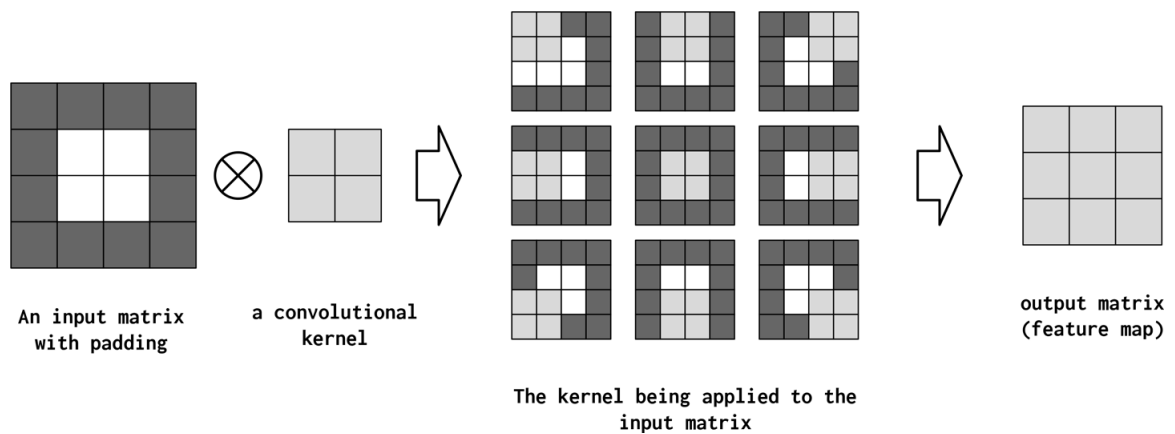 An input matrix
with padding
a convolutional
kernel
The kernel being applied to the
input matrix
output matrix
(feature map)